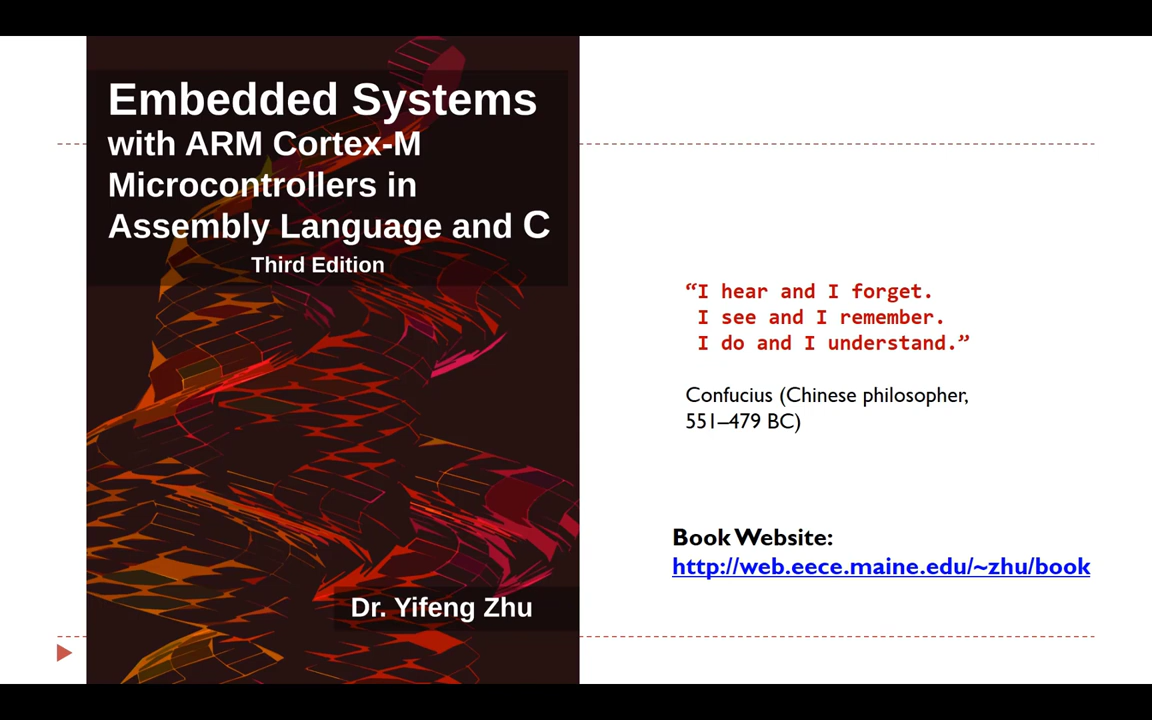 Embedded Systems
with ARM Cortex-M
Microcontrollers in
Assembly Language and C
Third Edition
Dr. Yifeng Zhu
“I hear and I forget.
I see and I remember.
I do and I understand.”
Confucius (Chinese philosopher,
551–479 BC)
Book Website:
http://web.eece.maine.edu/~zhu/book